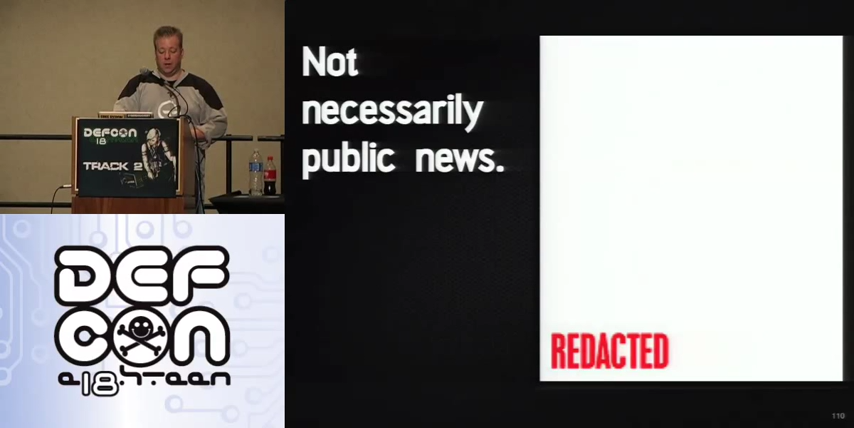 DEFCON
18
TRACK 2
DEF
CON
e18hteen
Not
necessarily
public news.
REDACTED
110